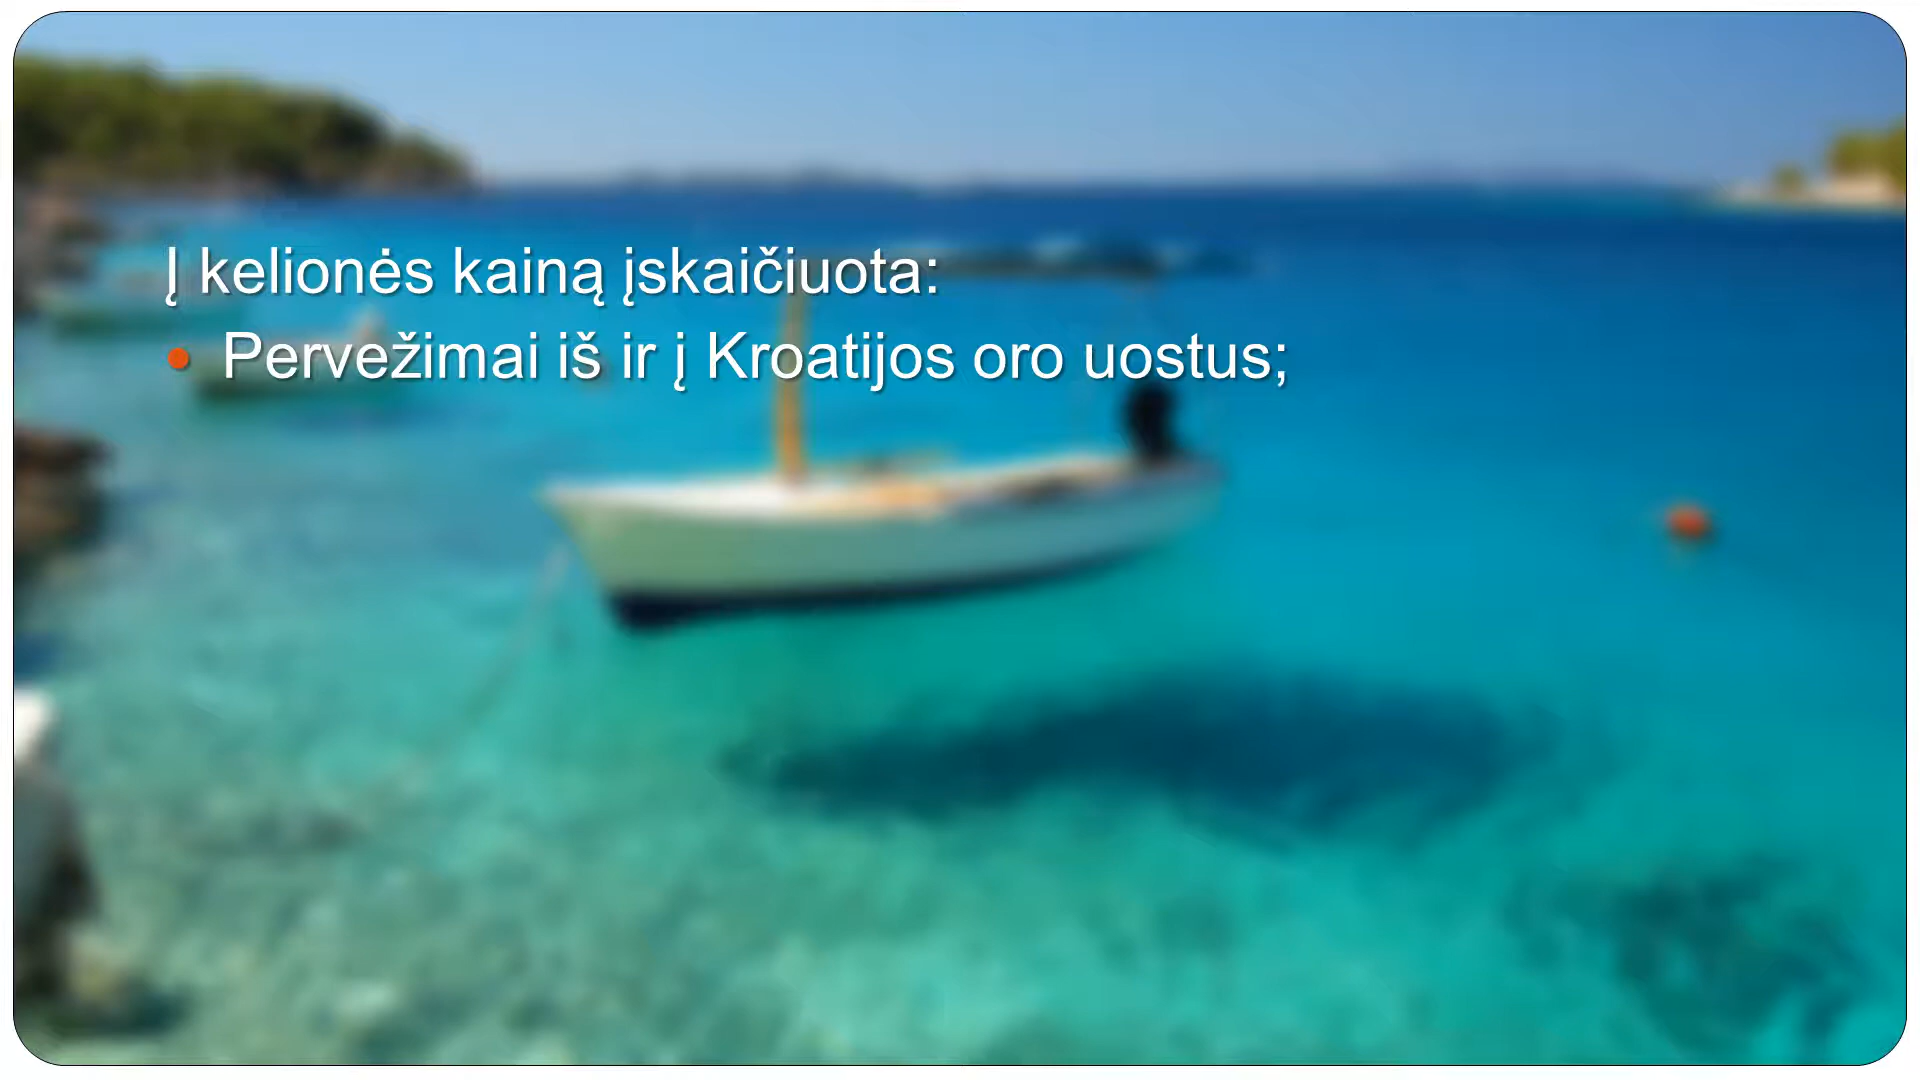 Į kelionės kainą įskaičiuota:
• Pervežimai iš ir į Kroatijos oro uostus;